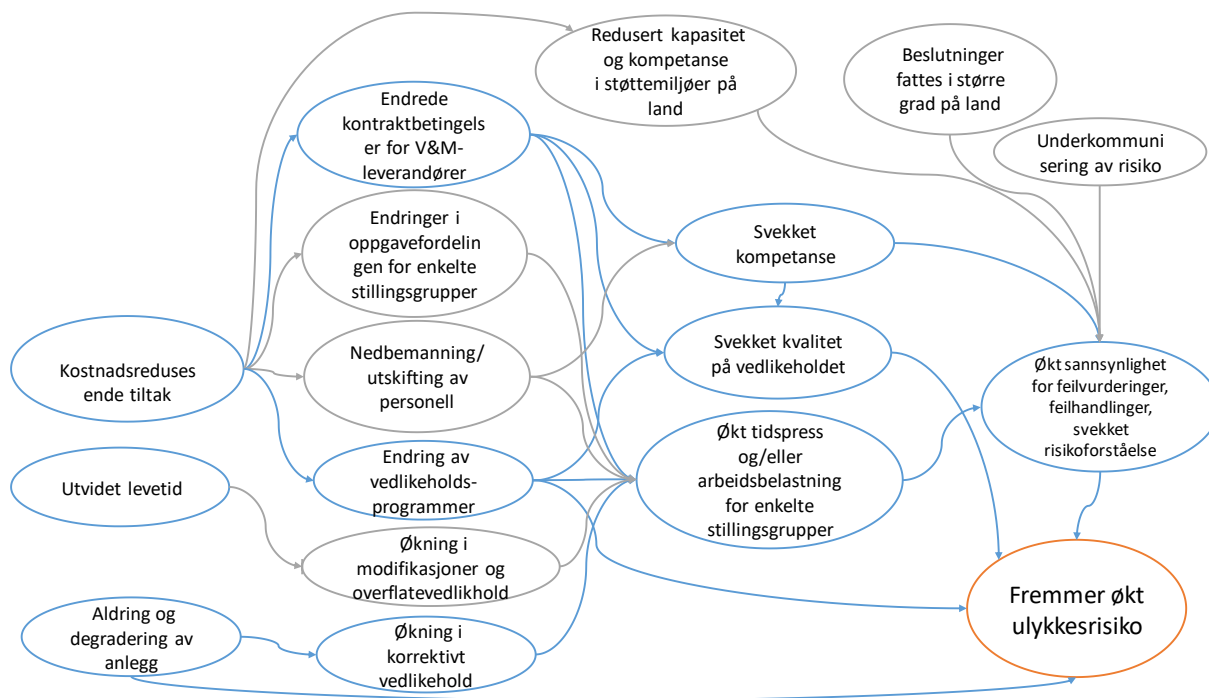 Redusert kapasitet
og kompetanse
i støttemiljøer på
land
Beslutninger
fattes i større
grad på land
Underkommuni
sering av risiko
Endrede
kontraktbetingels
er for V&M-
leverandører
Endringer i
oppgavefordelin
gen for enkelte
stillingsgrupper
Svekket
kompetanse
Kostnadsreduses
ende tiltak
Nedbemanning/
utskifting av
personell
Svekket kvalitet
på vedlikeholdet
Økt sannsynlighet
for feilvurderinger,
feilhandlinger,
svekket
risikoforståelse
Utvidet levetid
Endring av
vedlikeholds-
programmer
Økt tidspress
og/eller
arbeidsbelastning
for enkelte
stillingsgrupper
Økning i
modifikasjoner og
overflatevedlikhold
Aldring og
degradering av
anlegg
Økning i
korrektivt
vedlikehold
Fremmer økt
ulykkesrisiko